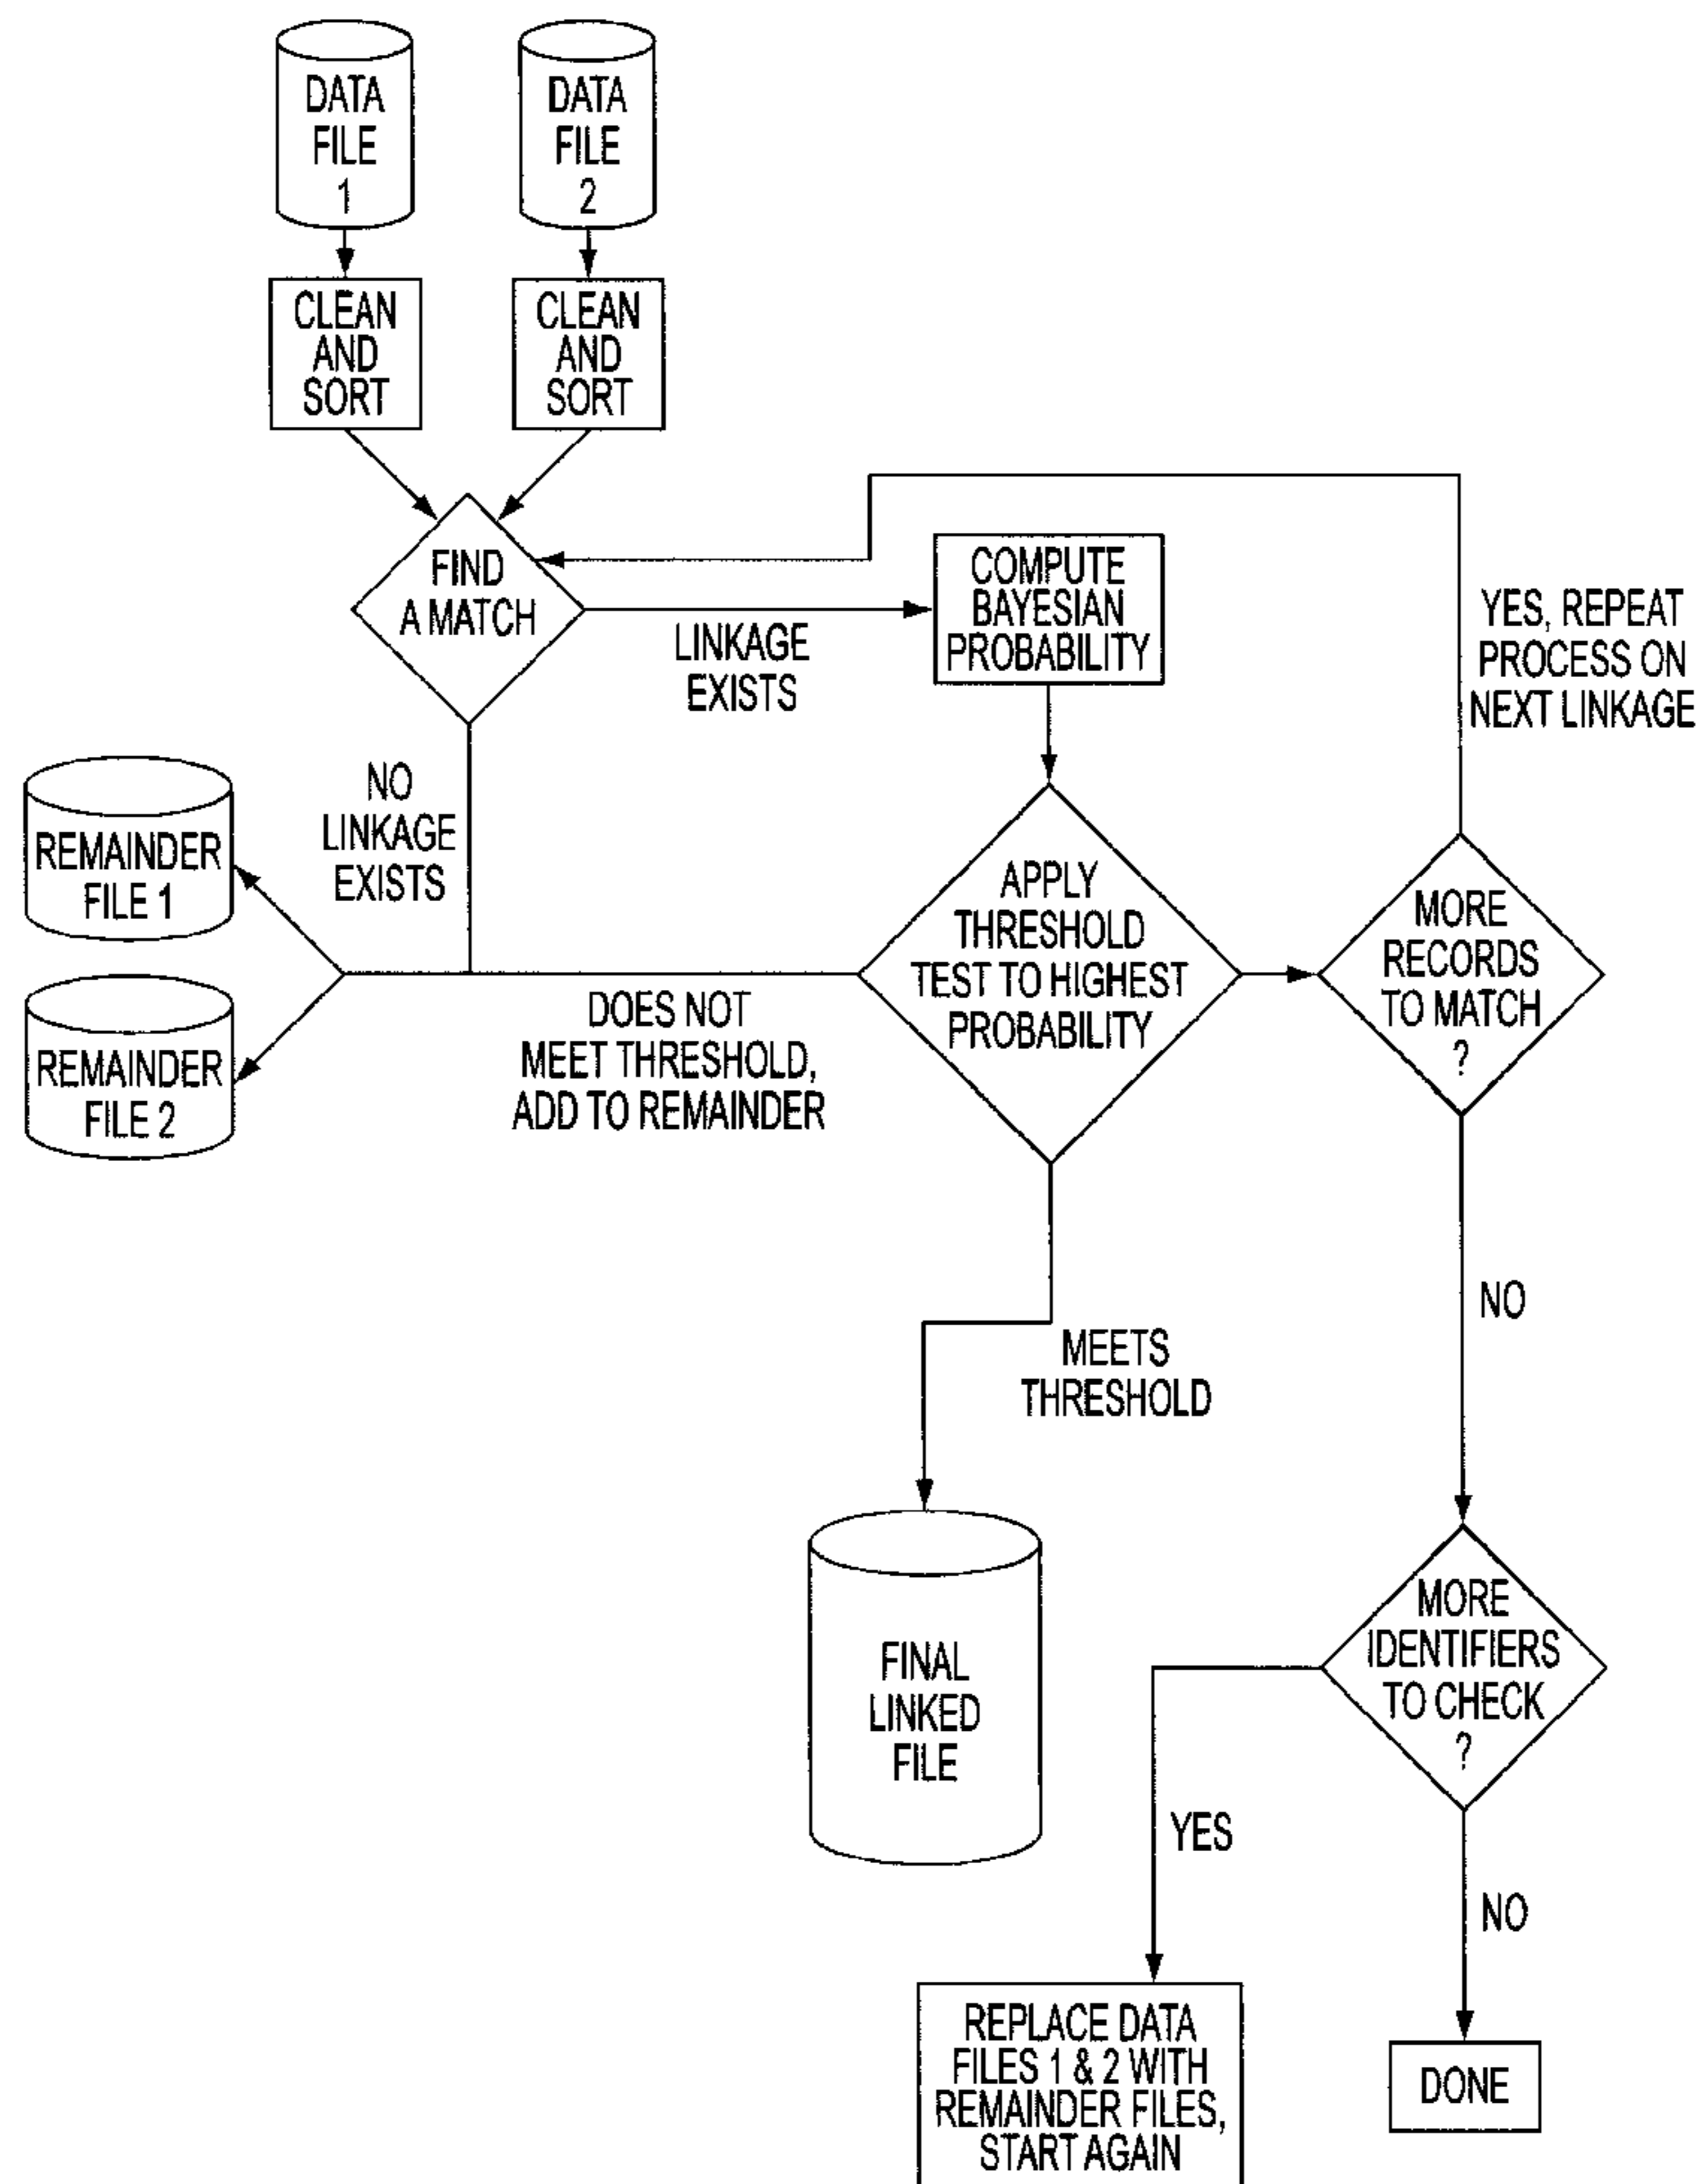 DATA
FILE
1
DATA
FILE
2
CLEAN
AND
SORT
CLEAN
AND
SORT
FIND
A MATCH
LINKAGE
EXISTS
COMPUTE
BAYESIAN
PROBABILITY
YES, REPEAT
PROCESS ON
NEXT LINKAGE
NO
LINKAGE
EXISTS
REMAINDER
FILE 1
REMAINDER
FILE 2
DOES NOT
MEET THRESHOLD,
ADD TO REMAINDER
APPLY
THRESHOLD
TEST TO HIGHEST
PROBABILITY
MORE
RECORDS
TO MATCH
?
MEETS
THRESHOLD
NO
FINAL
LINKED
FILE
MORE
IDENTIFIERS
TO CHECK
?
YES
NO
REPLACE DATA
FILES 1 & 2 WITH
REMAINDER FILES,
START AGAIN
DONE